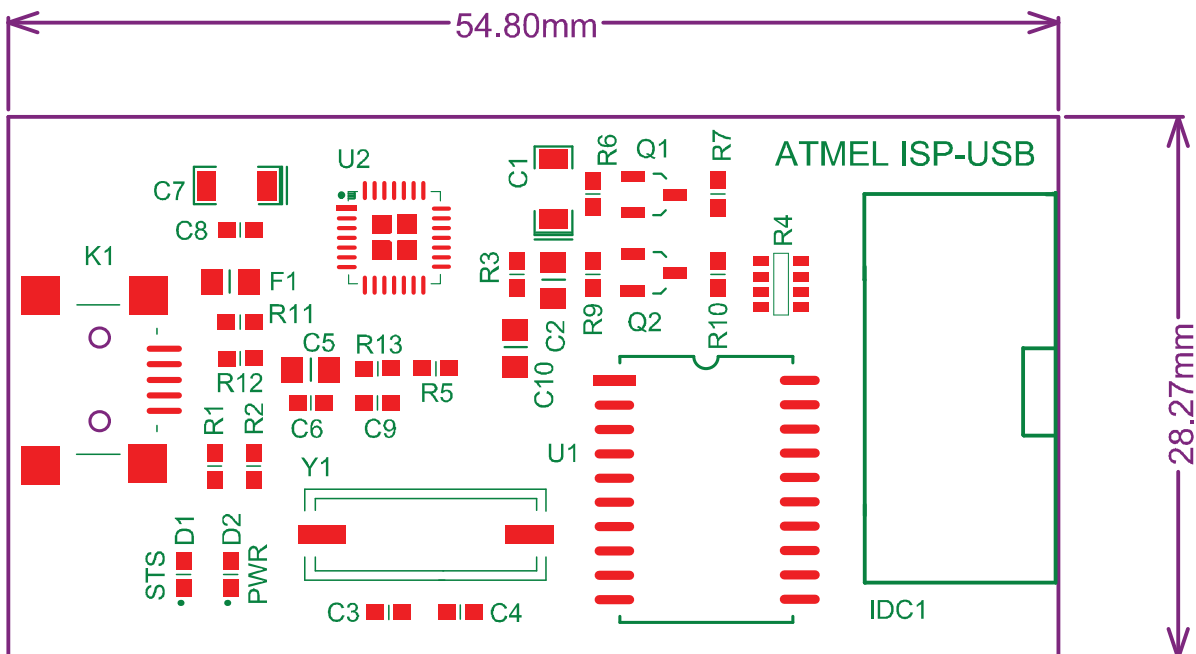 54.80mm
ATMEL ISP-USB
U2
C1
R6
Q1
R7
C7
C8
K1
F1
R3
R4
R11
C5
R13
C2
R9
Q2
R10
R12
R5
C10
R1
R2
C6
C9
Y1
U1
28.27mm
D1
D2
STS
PWR
C3
C4
IDC1